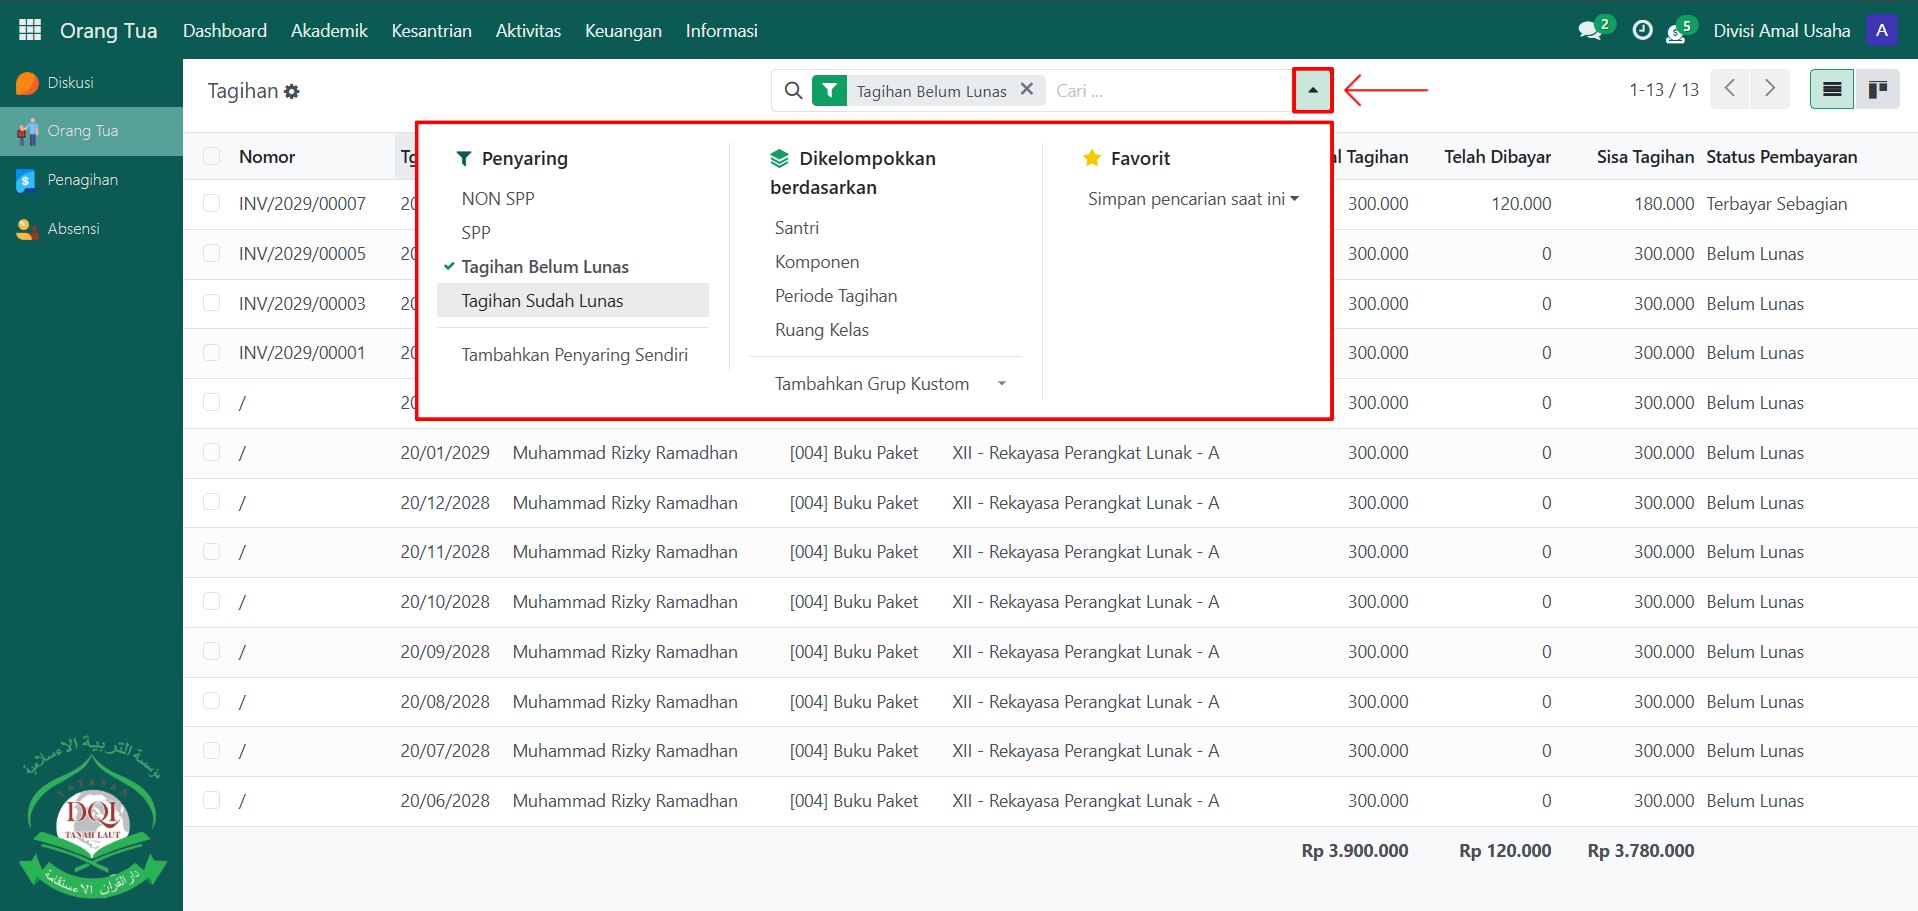 Orang Tua Dashboard Akademik Kesantrian Aktivitas Keuangan Informasi 2 5 Divisi Amal Usaha A
Diskusi
Orang Tua
Penagihan
Absensi
Tagihan Tagihan Belum Lunas Cari ... 1-13 / 13
Penyaring
NON SPP
SPP
Tagihan Belum Lunas
Tagihan Sudah Lunas
Tambahkan Penyaring Sendiri
Dikelompokkan
berdasarkan
Santri
Komponen
Periode Tagihan
Ruang Kelas
Tambahkan Grup Kustom
Favorit
Simpan pencarian saat ini
Nomor Tagihan Telah Dibayar Sisa Tagihan Status Pembayaran
INV/2029/00007 20 300.000 120.000 180.000 Terbayar Sebagian
INV/2029/00005 20 300.000 0 300.000 Belum Lunas
INV/2029/00003 20 300.000 0 300.000 Belum Lunas
INV/2029/00001 20 300.000 0 300.000 Belum Lunas
/ 20 300.000 0 300.000 Belum Lunas
/ 20/01/2029 Muhammad Rizky Ramadhan [004] Buku Paket XII - Rekayasa Perangkat Lunak - A 300.000 0 300.000 Belum Lunas
/ 20/12/2028 Muhammad Rizky Ramadhan [004] Buku Paket XII - Rekayasa Perangkat Lunak - A 300.000 0 300.000 Belum Lunas
/ 20/11/2028 Muhammad Rizky Ramadhan [004] Buku Paket XII - Rekayasa Perangkat Lunak - A 300.000 0 300.000 Belum Lunas
/ 20/10/2028 Muhammad Rizky Ramadhan [004] Buku Paket XII - Rekayasa Perangkat Lunak - A 300.000 0 300.000 Belum Lunas
/ 20/09/2028 Muhammad Rizky Ramadhan [004] Buku Paket XII - Rekayasa Perangkat Lunak - A 300.000 0 300.000 Belum Lunas
/ 20/08/2028 Muhammad Rizky Ramadhan [004] Buku Paket XII - Rekayasa Perangkat Lunak - A 300.000 0 300.000 Belum Lunas
/ 20/07/2028 Muhammad Rizky Ramadhan [004] Buku Paket XII - Rekayasa Perangkat Lunak - A 300.000 0 300.000 Belum Lunas
/ 20/06/2028 Muhammad Rizky Ramadhan [004] Buku Paket XII - Rekayasa Perangkat Lunak - A 300.000 0 300.000 Belum Lunas
Rp 3.900.000 Rp 120.000 Rp 3.780.000
مؤسسة التربية الإسلامية
YAYASAN
DQI
TANAH LAUT
دار القرآن الاستقامة